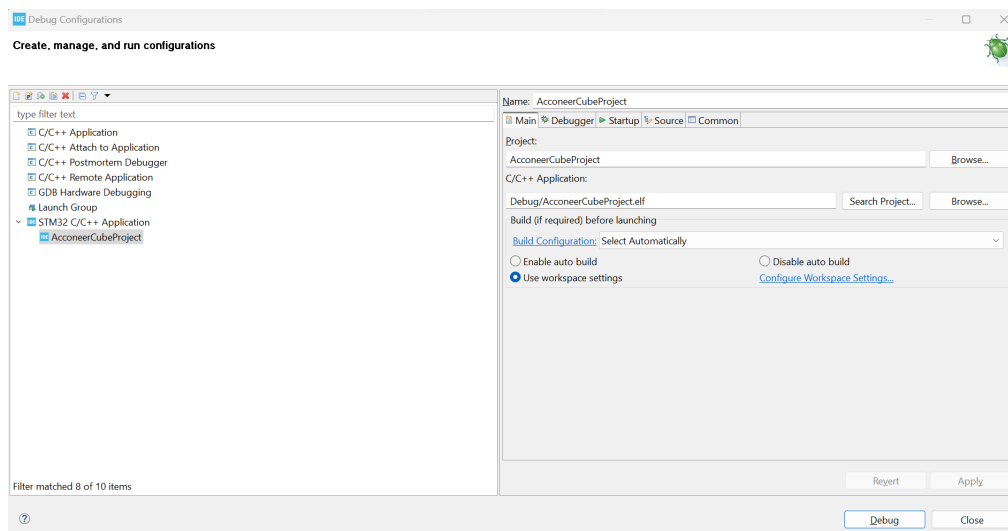 IDE Debug Configurations
Create, manage, and run configurations
type filter text
C/C++ Application
C/C++ Attach to Application
C/C++ Postmortem Debugger
C/C++ Remote Application
GDB Hardware Debugging
Launch Group
IDE STM32 C/C++ Application
IDE AcconeerCubeProject
Filter matched 8 of 10 items
Name: AcconeerCubeProject
Main Debugger Startup Source Common
Project:
AcconeerCubeProject Browse...
C/C++ Application:
Debug/AcconeerCubeProject.elf Search Project... Browse...
Build (if required) before launching
Build Configuration: Select Automatically
Enable auto build Disable auto build
Use workspace settings Configure Workspace Settings...
Revert Apply
? Debug Close